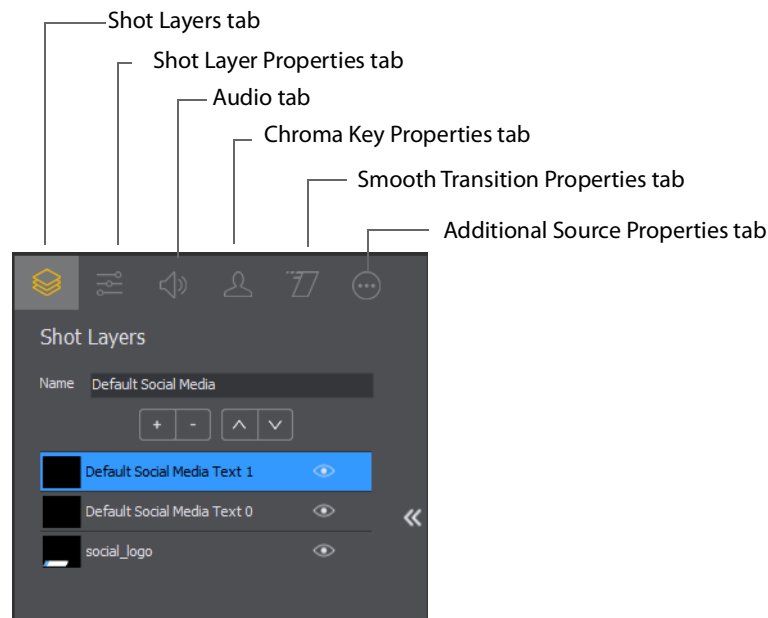 Shot Layers tab
Shot Layer Properties tab
Audio tab
Chroma Key Properties tab
Smooth Transition Properties tab
Additional Source Properties tab
Shot Layers
Name Default Social Media
+ -
Default Social Media Text 1
Default Social Media Text 0
social_logo